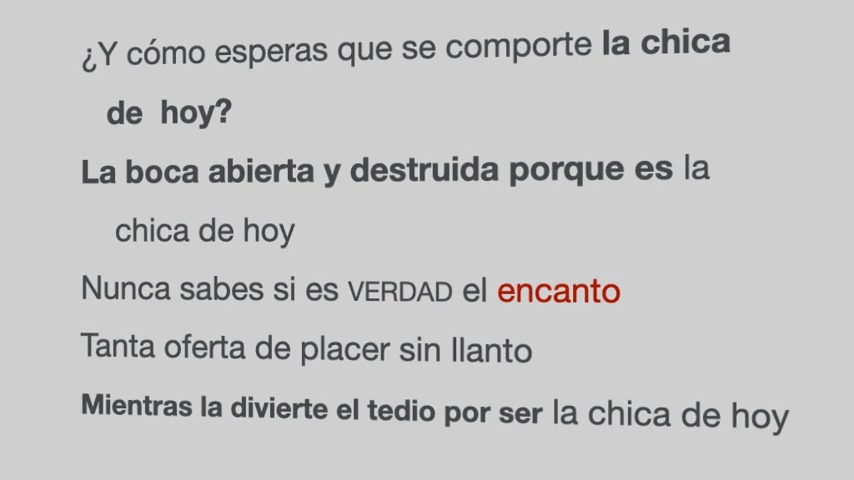 ¿Y cómo esperas que se comporte la chica
de hoy?
La boca abierta y destruida porque es la
chica de hoy
Nunca sabes si es VERDAD el encanto
Tanta oferta de placer sin llanto
Mientras la divierte el tedio por ser la chica de hoy